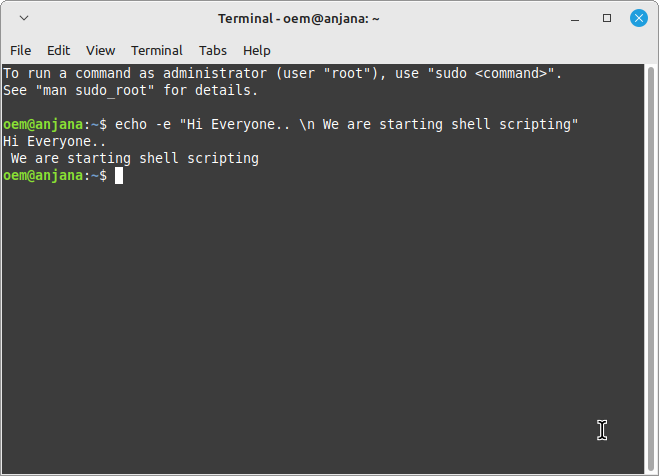 Terminal - oem@anjana: ~
File Edit View Terminal Tabs Help
To run a command as administrator (user "root"), use "sudo <command>".
See "man sudo_root" for details.
oem@anjana:~$ echo -e "Hi Everyone.. \n We are starting shell scripting"
Hi Everyone..
 We are starting shell scripting
oem@anjana:~$